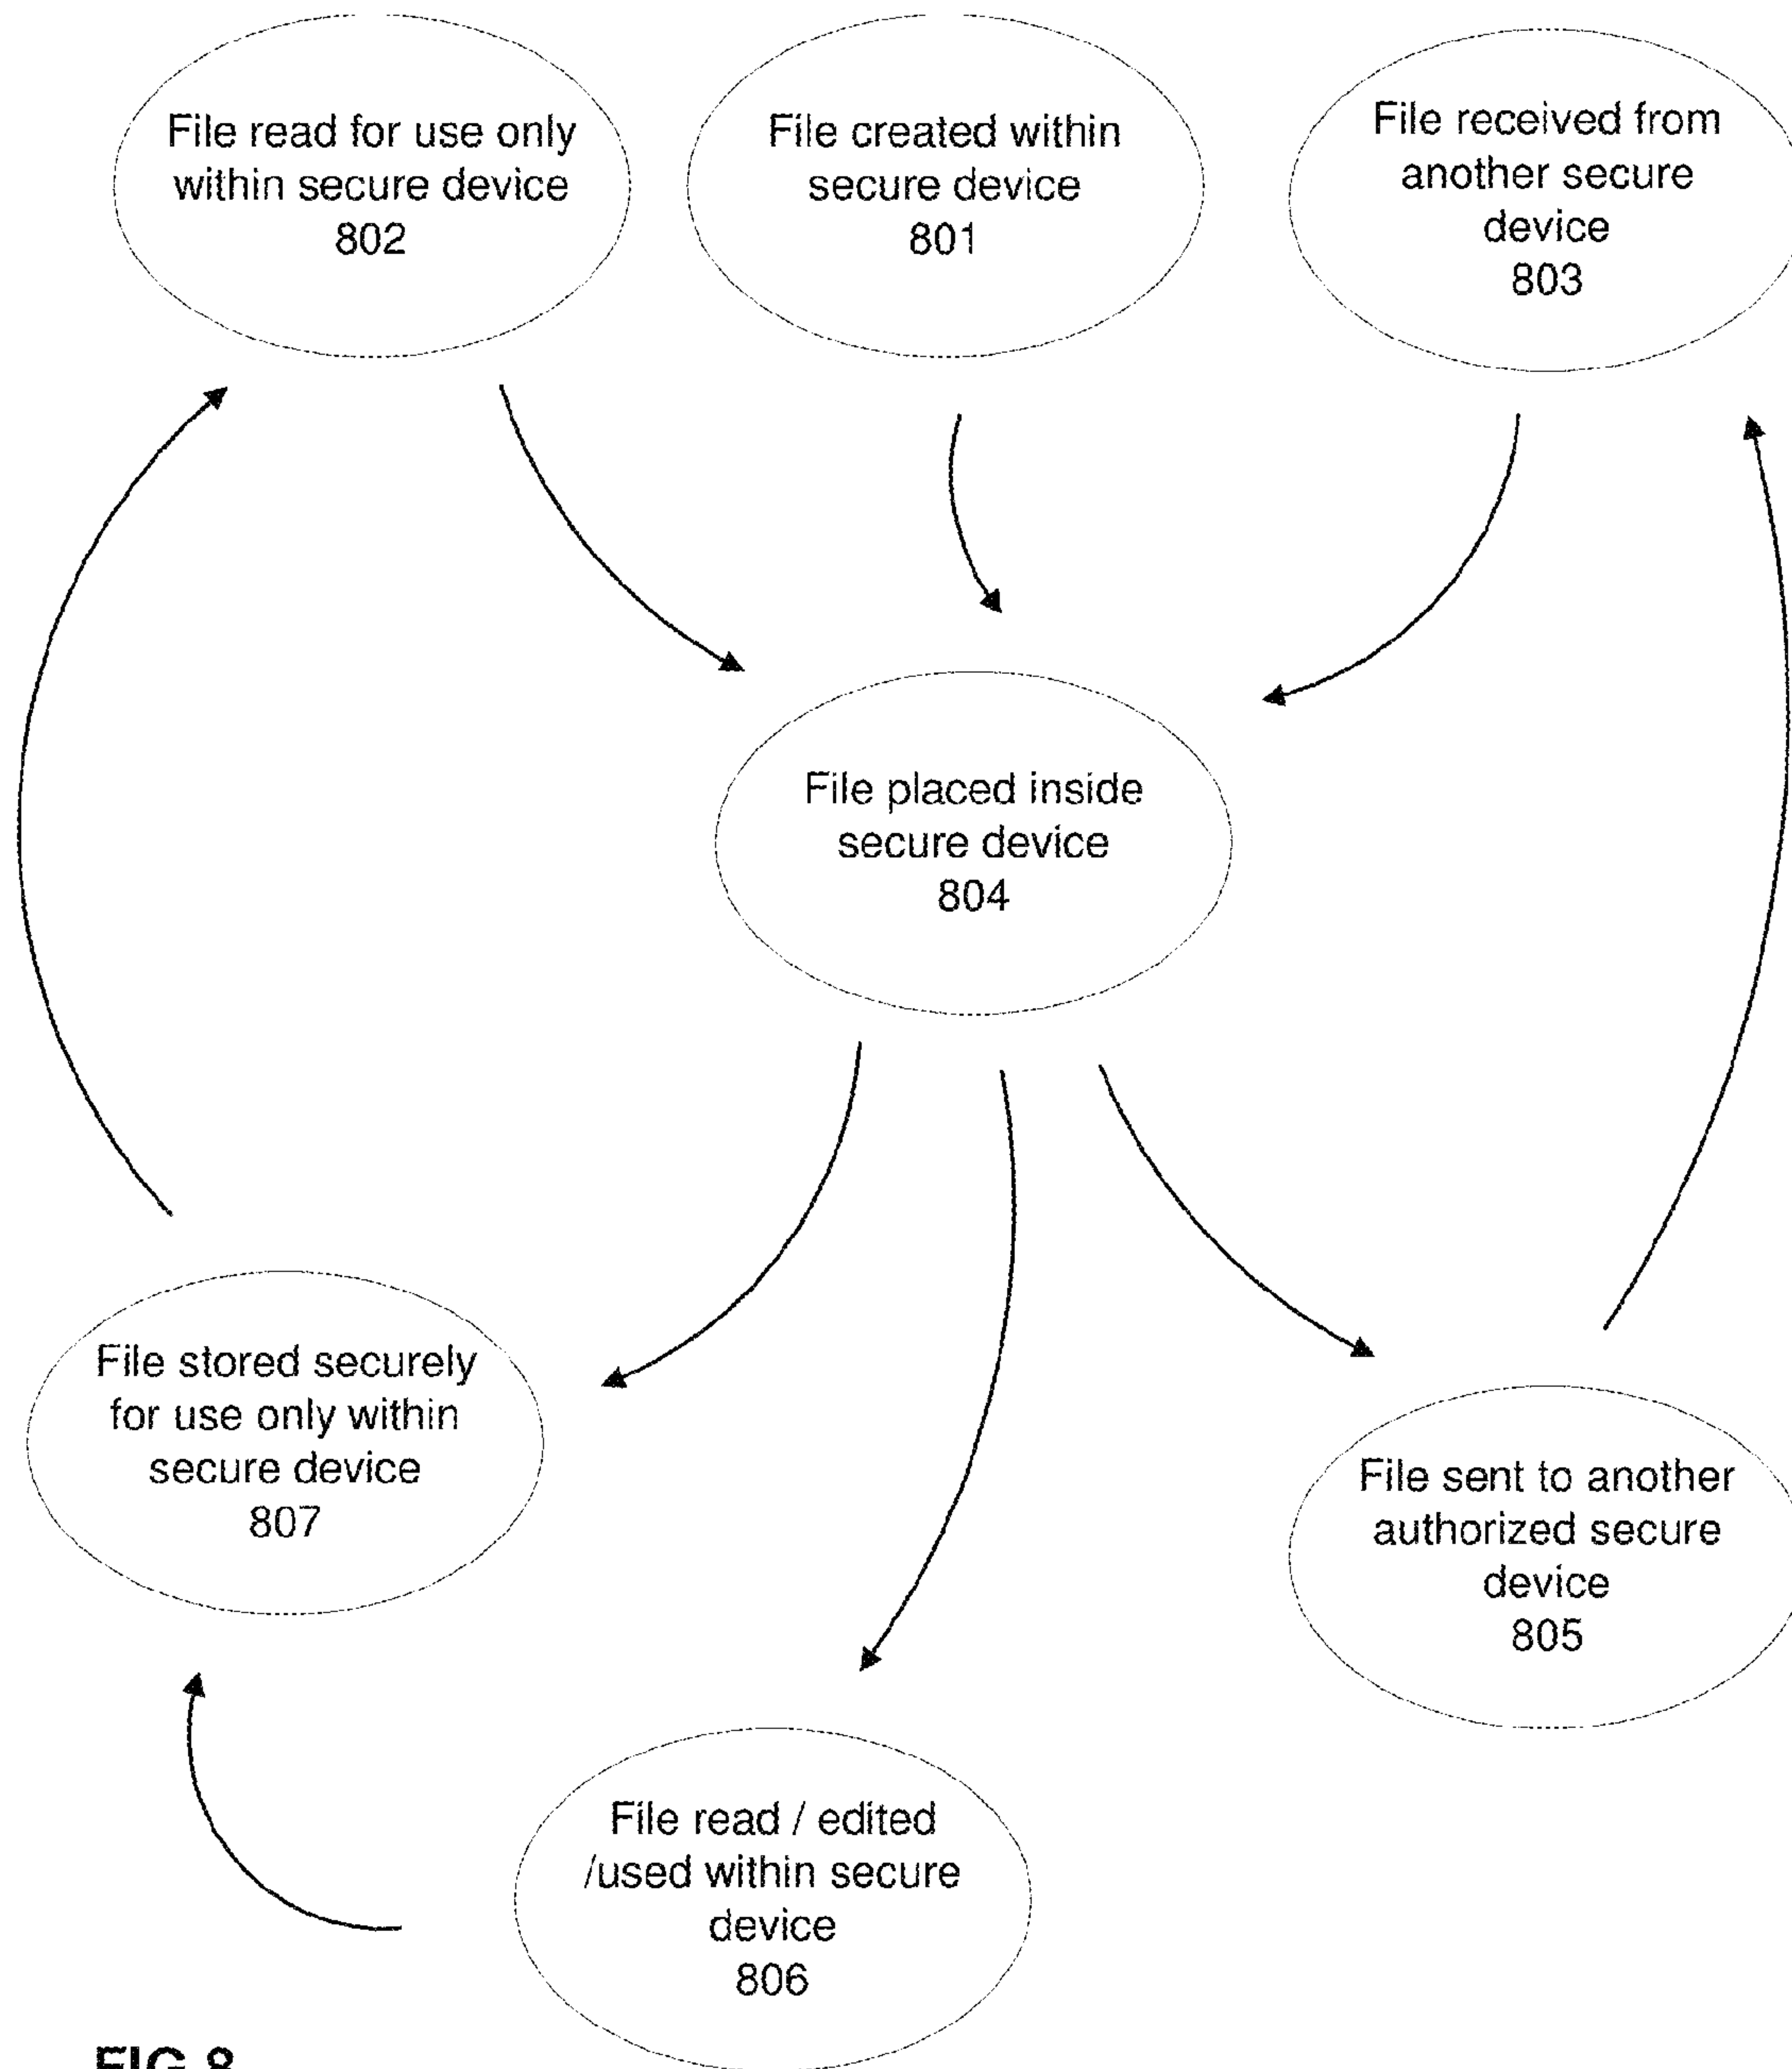 File read for use only
within secure device
802
File created within
secure device
801
File received from
another secure
device
803
File placed inside
secure device
804
File stored securely
for use only within
secure device
807
File sent to another
authorized secure
device
805
File read / edited
/used within secure
device
806
FIG 8